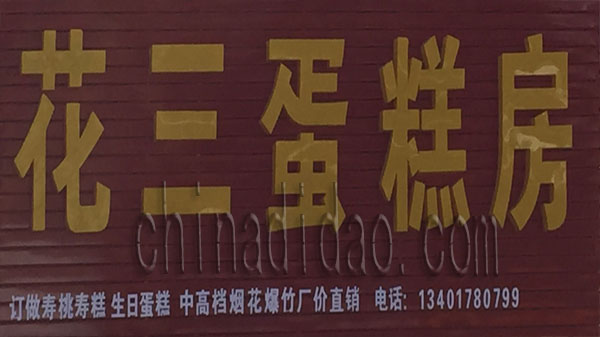 花三蛋糕房
chinadidao.com
订做寿桃寿糕 生日蛋糕 中高档烟花爆竹厂价直销 电话: 13401780799